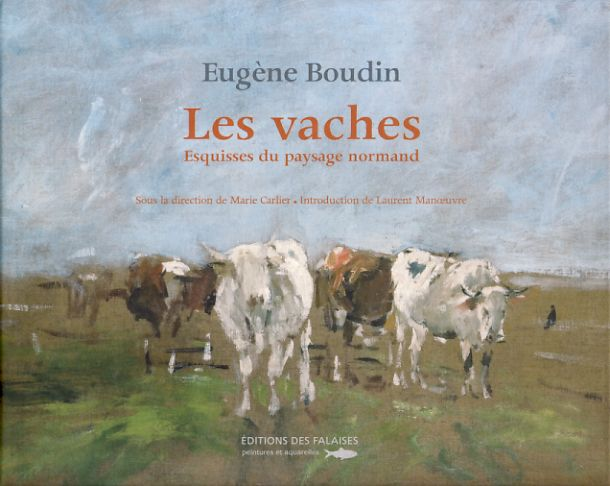 Eugène Boudin
Les vaches
Esquisses du paysage normand
Sous la direction de Marie Carlier • Introduction de Laurent Manœuvre
ÉDITIONS DES FALAISES
peintures et aquarelles